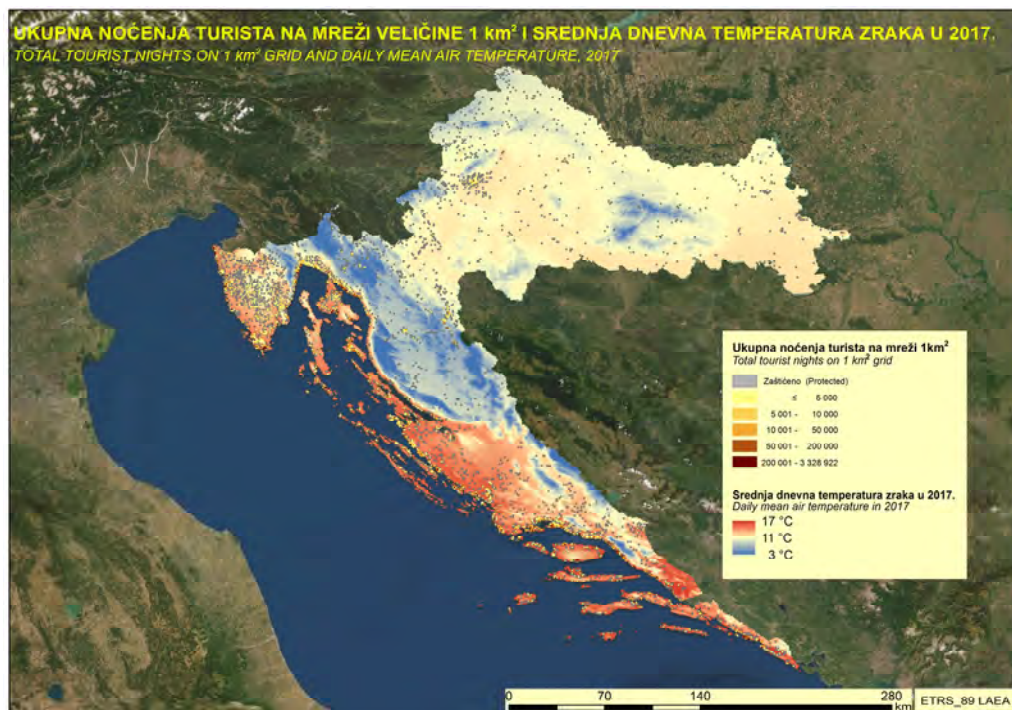 UKUPNA NOĆENJA TURISTA NA MREŽI VELIČINE 1 km² I SREDNJA DNEVNA TEMPERATURA ZRAKA U 2017.
TOTAL TOURIST NIGHTS ON 1 km² GRID AND DAILY MEAN AIR TEMPERATURE, 2017
Ukupna noćenja turista na mreži 1km²
Total tourist nights on 1 km² grid
Zaštićeno (Protected)
≤ 5 000
5 001 - 10 000
10 001 - 50 000
50 001 - 200 000
200 001 - 3 328 922
Srednja dnevna temperatura zraka u 2017.
Daily mean air temperature in 2017
17 °C
11 °C
3 °C
0 70 140 280
km
ETRS_89 LAEA